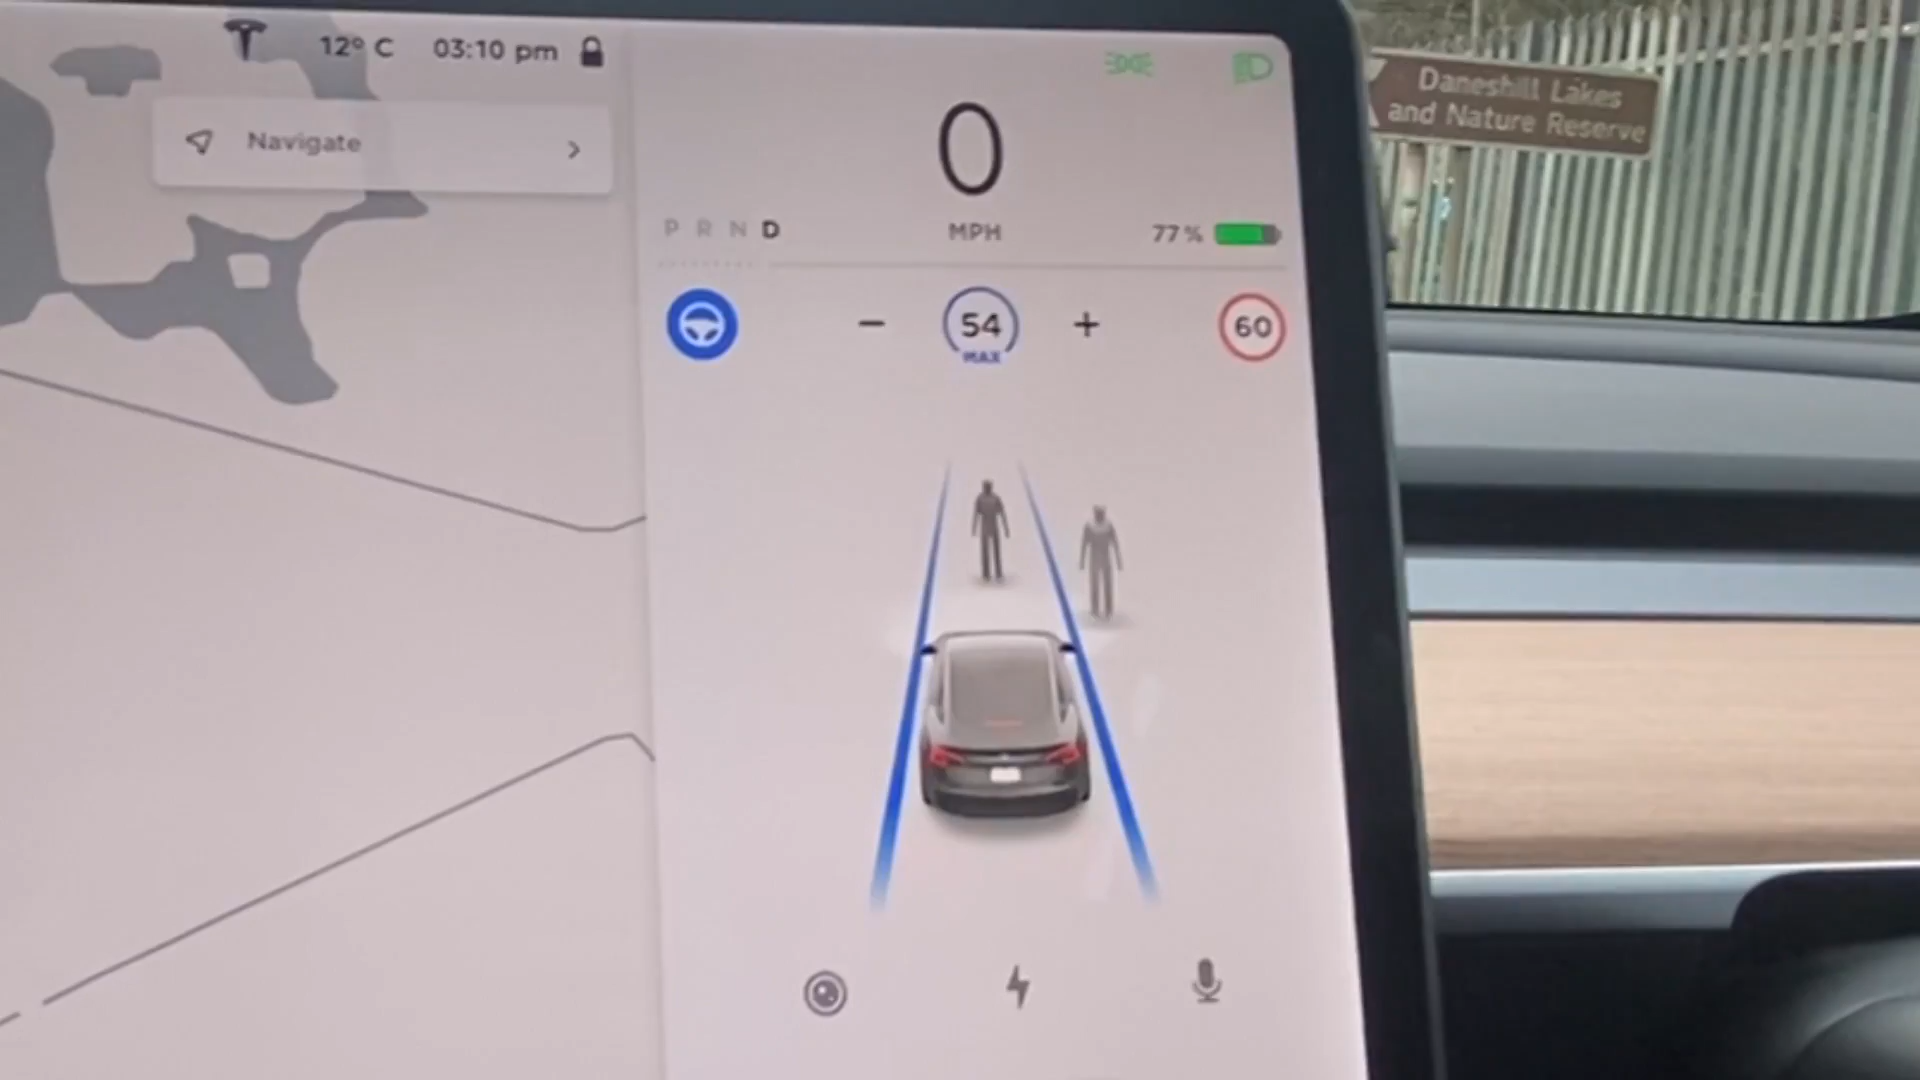 12° C 03:10 pm
Navigate
0
MPH
P R N D
77 %
54
MAX
60
Daneshill Lakes
and Nature Reserve